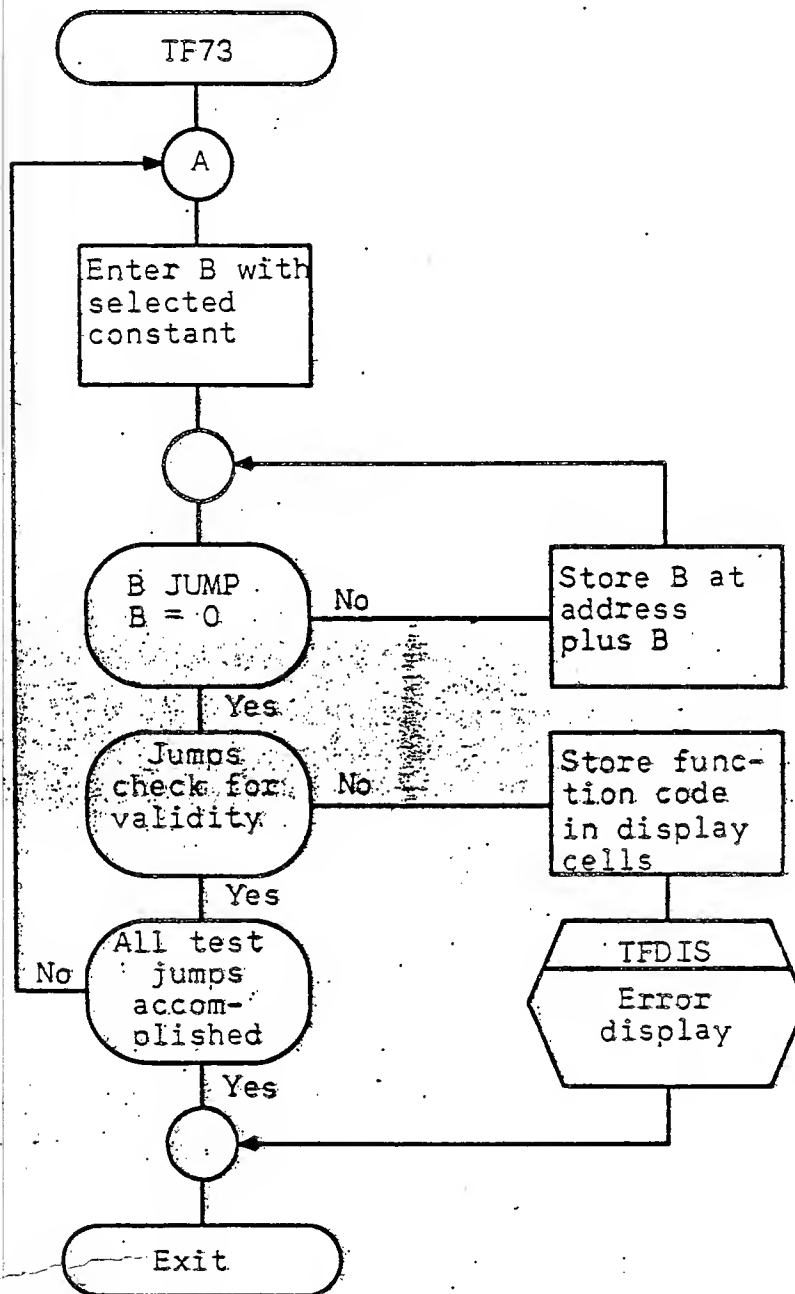 TF73
A
Enter B with
selected
constant
B JUMP
B = 0
No
Store B at
address
plus B
Yes
Jumps
check for
validity
No
Store func-
tion code
in display
cells
Yes
All test
jumps
accom-
plished
No
TFDIS
Error
display
Yes
Exit